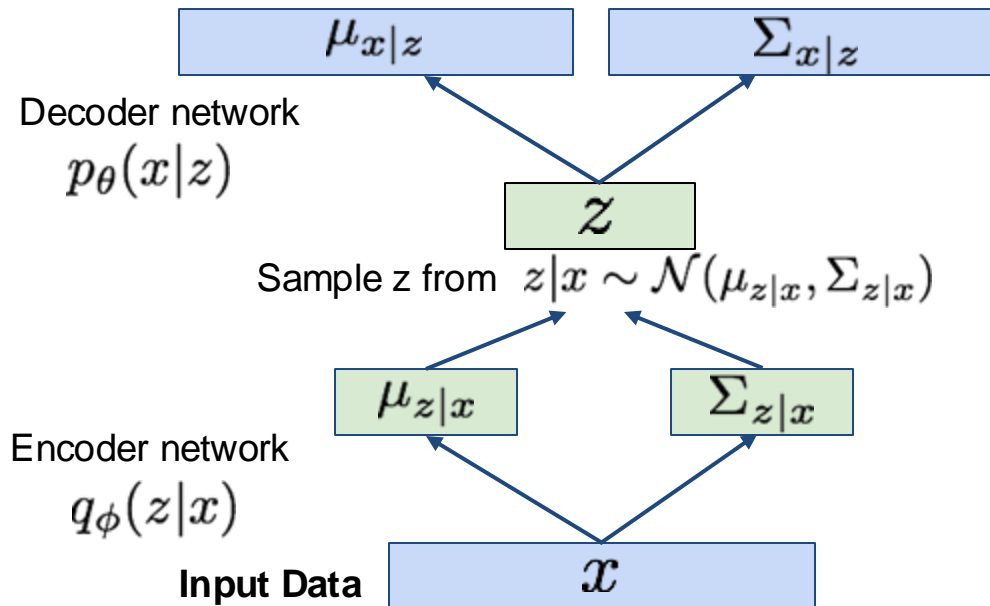 μ_{x|z} Σ_{x|z}
Decoder network
p_θ(x|z)
z
Sample z from z|x ∼ 𝒩(μ_{z|x}, Σ_{z|x})
μ_{z|x} Σ_{z|x}
Encoder network
q_ϕ(z|x)
Input Data x